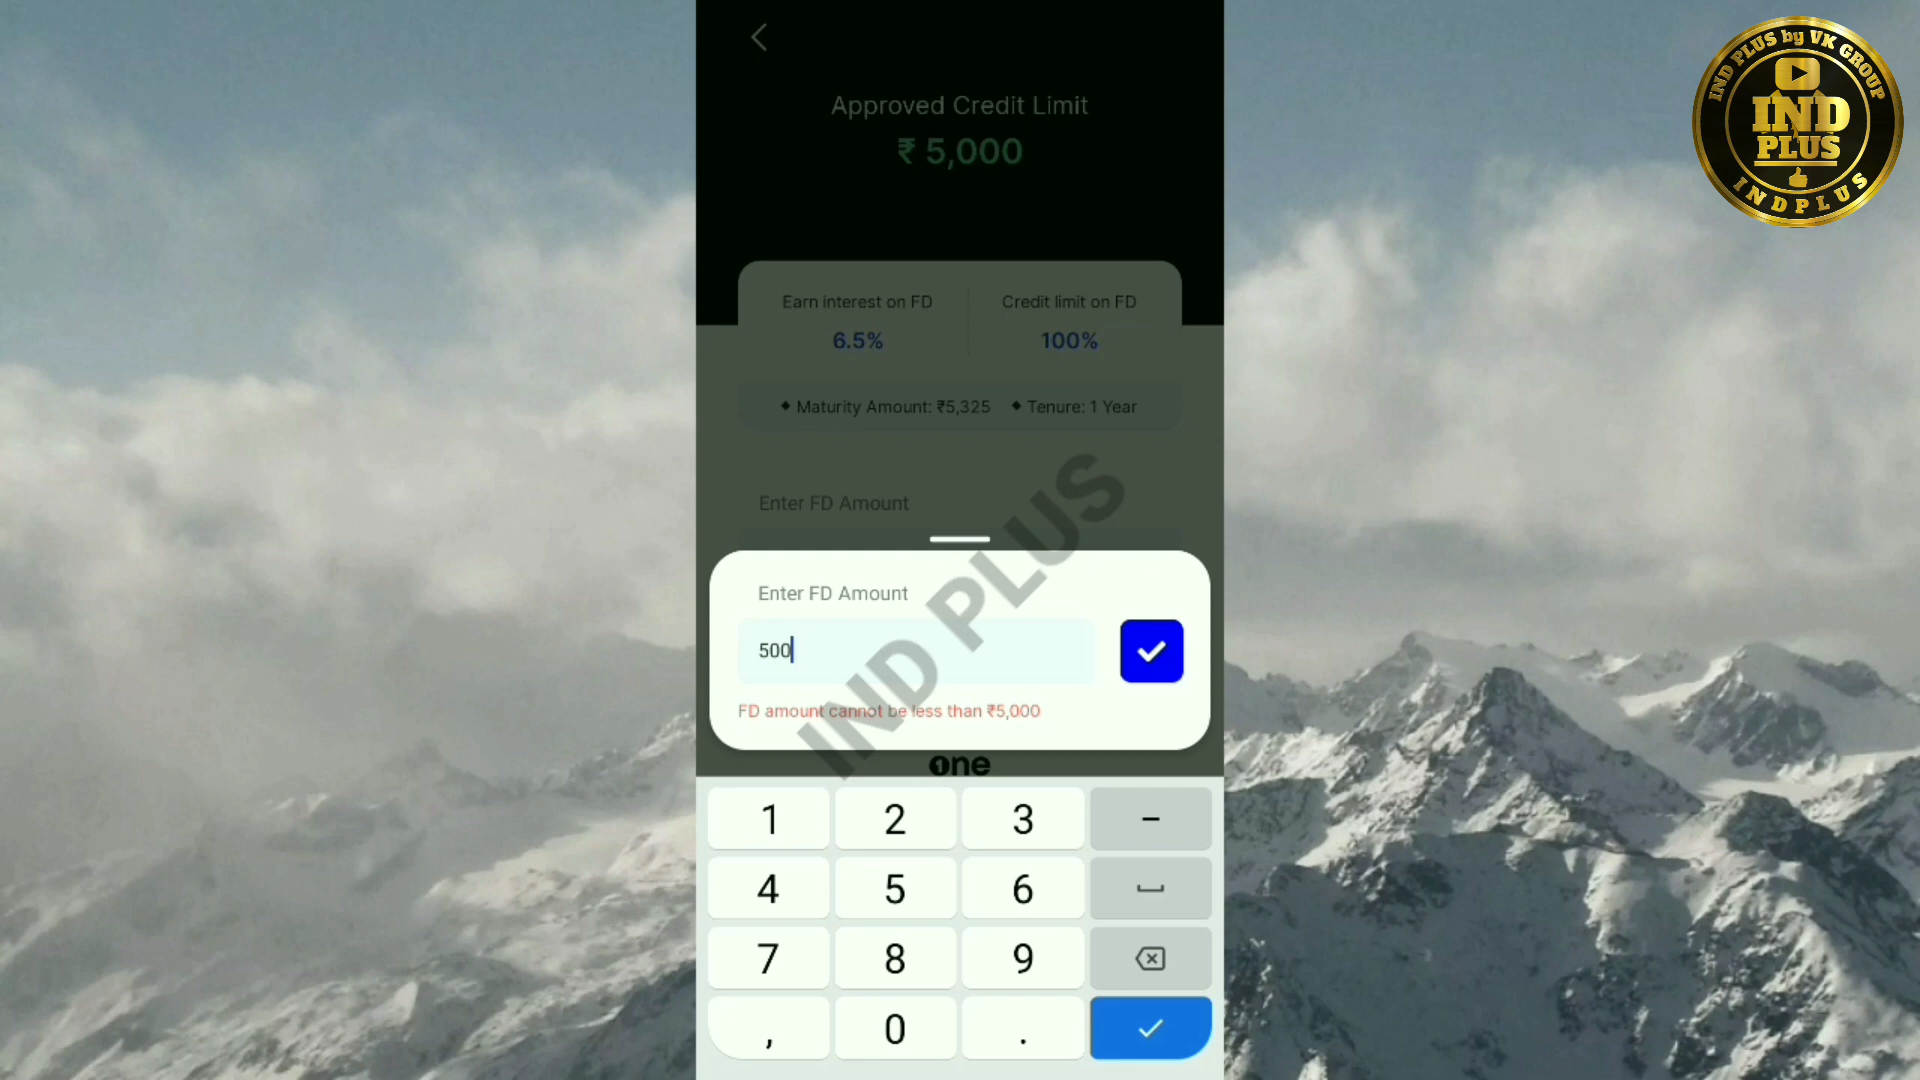 Approved Credit Limit
₹ 5,000
Earn interest on FD
6.5%
Credit limit on FD
100%
◆ Maturity Amount: ₹5,325 ◆ Tenure: 1 Year
Enter FD Amount
Enter FD Amount
500
FD amount cannot be less than ₹5,000
one
IND PLUS
1 2 3 -
4 5 6
7 8 9
, 0 .
IND PLUS by VK GROUP
IND
PLUS
INDPLUS